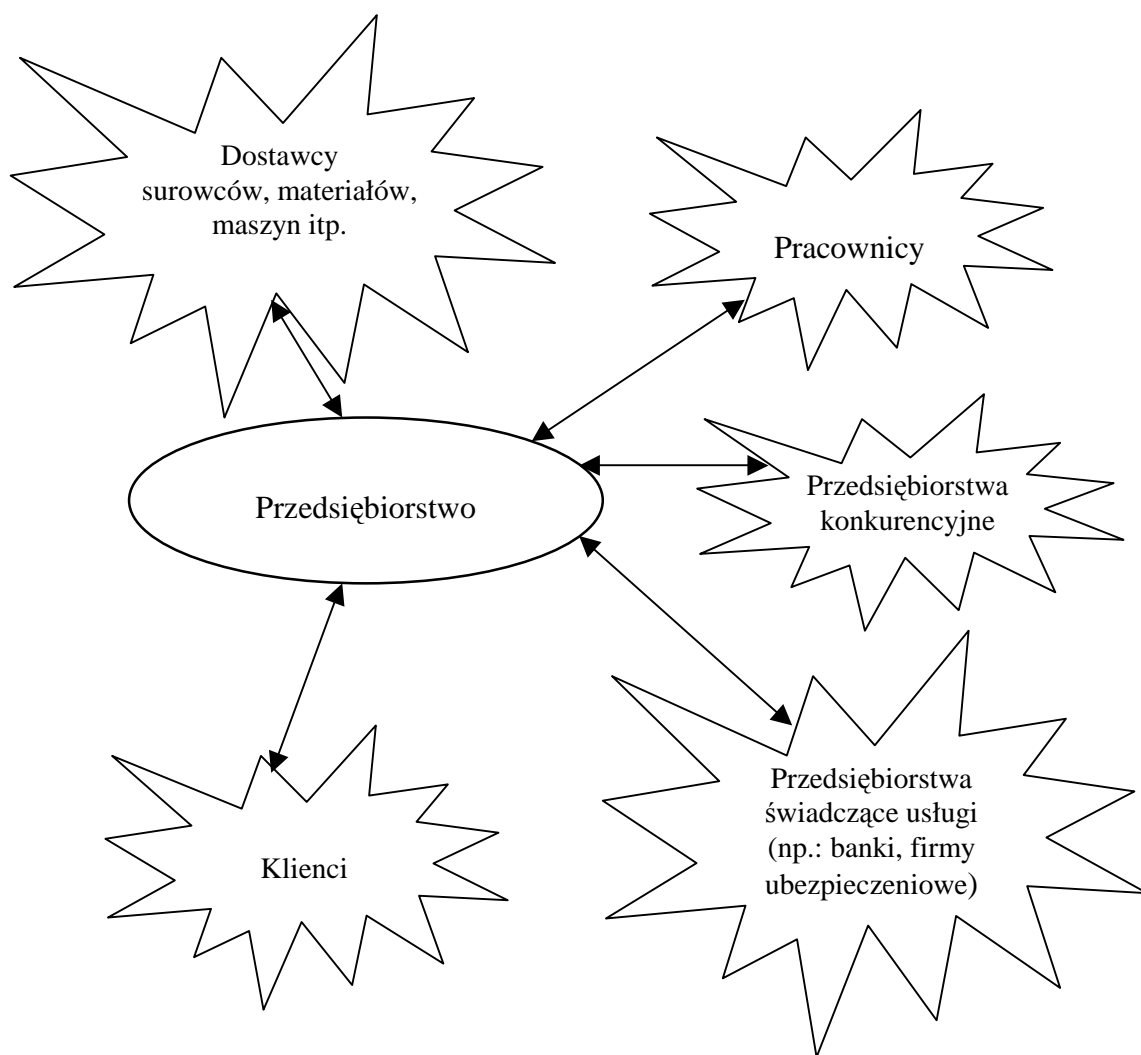 Dostawcy
surowców, materiałów,
maszyn itp.
Pracownicy
Przedsiębiorstwo
Przedsiębiorstwa
konkurencyjne
Przedsiębiorstwa
świadczące usługi
(np.: banki, firmy
ubezpieczeniowe)
Klienci